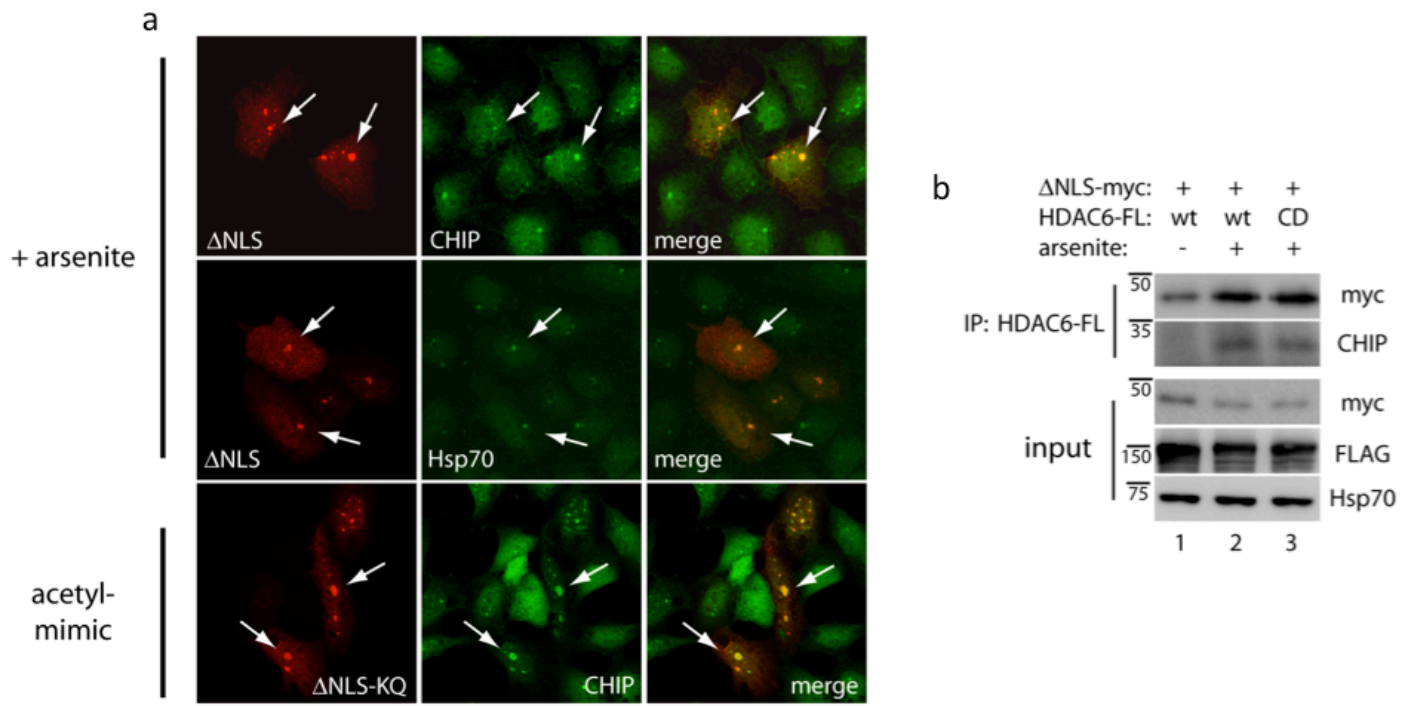 a
+ arsenite
ΔNLS CHIP merge
ΔNLS Hsp70 merge
acetyl-
mimic
ΔNLS-KQ CHIP merge
b
ΔNLS-myc: + + +
HDAC6-FL: wt wt CD
arsenite: - + +
IP: HDAC6-FL
50 myc
35 CHIP
input
50 myc
150 FLAG
75 Hsp70
1 2 3